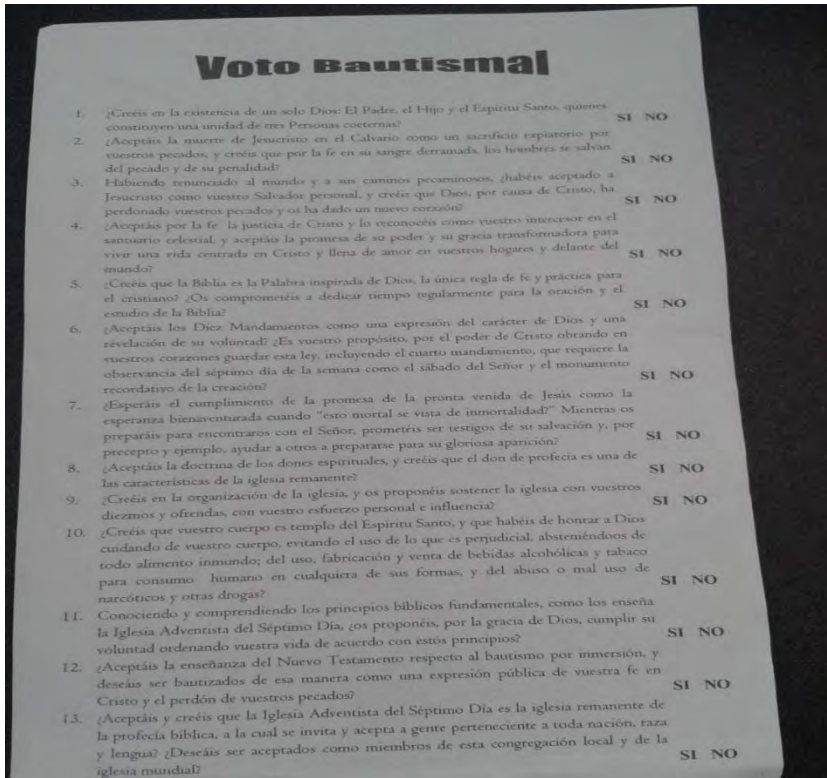 Voto Bautismal
1. ¿Creéis en la existencia de un solo Dios: El Padre, el Hijo y el Espíritu Santo, quienes
constituyen una unidad de tres Personas coeternas? SI NO
2. ¿Aceptáis la muerte de Jesucristo en el Calvario como un sacrificio expiatorio por
vuestros pecados, y creéis que por la fe en su sangre derramada, los hombres se salvan
del pecado y de su penalidad? SI NO
3. Habiendo renunciado al mundo y a sus caminos pecaminosos, ¿habéis aceptado a
Jesucristo como vuestro Salvador personal, y creéis que Dios, por causa de Cristo, ha
perdonado vuestros pecados y os ha dado un nuevo corazón? SI NO
4. ¿Aceptáis por la fe la justicia de Cristo y lo reconocéis como vuestro intercesor en el
santuario celestial, y aceptáis la promesa de su poder y su gracia transformadora para
vivir una vida centrada en Cristo y llena de amor en vuestros hogares y delante del
mundo? SI NO
5. ¿Creéis que la Biblia es la Palabra inspirada de Dios, la única regla de fe y práctica para
el cristiano? ¿Os comprometéis a dedicar tiempo regularmente para la oración y el
estudio de la Biblia? SI NO
6. ¿Aceptáis los Diez Mandamientos como una expresión del carácter de Dios y una
revelación de su voluntad? ¿Es vuestro propósito, por el poder de Cristo obrando en
vuestros corazones guardar esta ley, incluyendo el cuarto mandamiento, que requiere la
observancia del séptimo día de la semana como el sábado del Señor y el monumento
recordativo de la creación? SI NO
7. ¿Esperáis el cumplimiento de la promesa de la pronta venida de Jesús como la
esperanza bienaventurada cuando "esto mortal se vista de inmortalidad?" Mientras os
preparáis para encontraros con el Señor, prometéis ser testigos de su salvación y, por
precepto y ejemplo, ayudar a otros a prepararse para su gloriosa aparición? SI NO
8. ¿Aceptáis la doctrina de los dones espirituales, y creéis que el don de profecía es una de
las características de la iglesia remanente? SI NO
9. ¿Creéis en la organización de la iglesia, y os proponéis sostener la iglesia con vuestros
diezmos y ofrendas, con vuestro esfuerzo personal e influencia? SI NO
10. ¿Creéis que vuestro cuerpo es templo del Espíritu Santo, y que habéis de honrar a Dios
cuidando de vuestro cuerpo, evitando el uso de lo que es perjudicial, absteniéndoos de
todo alimento inmundo; del uso, fabricación y venta de bebidas alcohólicas y tabaco
para consumo humano en cualquiera de sus formas, y del abuso o mal uso de
narcóticos y otras drogas? SI NO
11. Conociendo y comprendiendo los principios bíblicos fundamentales, como los enseña
la Iglesia Adventista del Séptimo Día, ¿os proponéis, por la gracia de Dios, cumplir su
voluntad ordenando vuestra vida de acuerdo con estos principios? SI NO
12. ¿Aceptáis la enseñanza del Nuevo Testamento respecto al bautismo por inmersión, y
deseáis ser bautizados de esa manera como una expresión pública de vuestra fe en
Cristo y el perdón de vuestros pecados? SI NO
13. ¿Aceptáis y creéis que la Iglesia Adventista del Séptimo Día es la iglesia remanente de
la profecía bíblica, a la cual se invita y acepta a gente perteneciente a toda nación, raza
y lengua? ¿Deseáis ser aceptados como miembros de esta congregación local y de la
iglesia mundial? SI NO